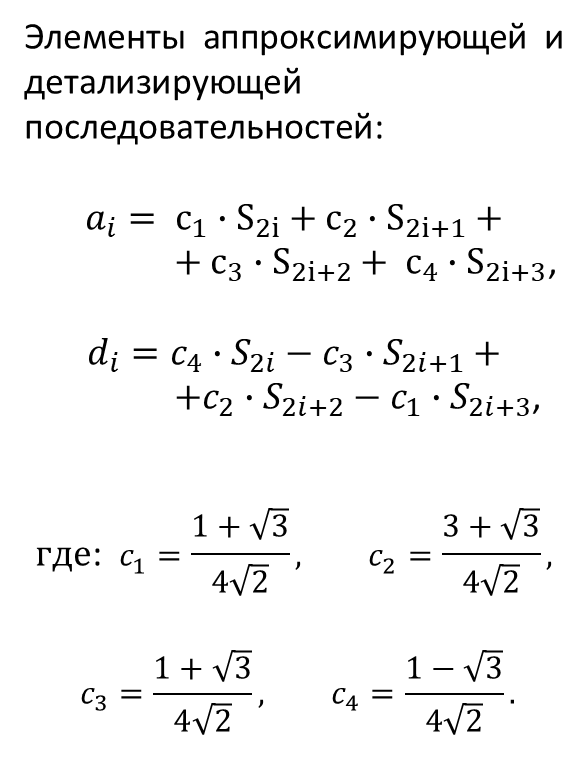 Элементы аппроксимирующей и
детализирующей
последовательностей:
aᵢ = c₁ · S₂ᵢ + c₂ · S₂ᵢ₊₁ +
+ c₃ · S₂ᵢ₊₂ + c₄ · S₂ᵢ₊₃,
dᵢ = c₄ · S₂ᵢ − c₃ · S₂ᵢ₊₁ +
+c₂ · S₂ᵢ₊₂ − c₁ · S₂ᵢ₊₃,
где: c₁ = (1 + √3)/(4√2), c₂ = (3 + √3)/(4√2),
c₃ = (1 + √3)/(4√2), c₄ = (1 − √3)/(4√2).